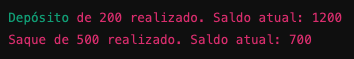 Depósito de 200 realizado. Saldo atual: 1200
Saque de 500 realizado. Saldo atual: 700